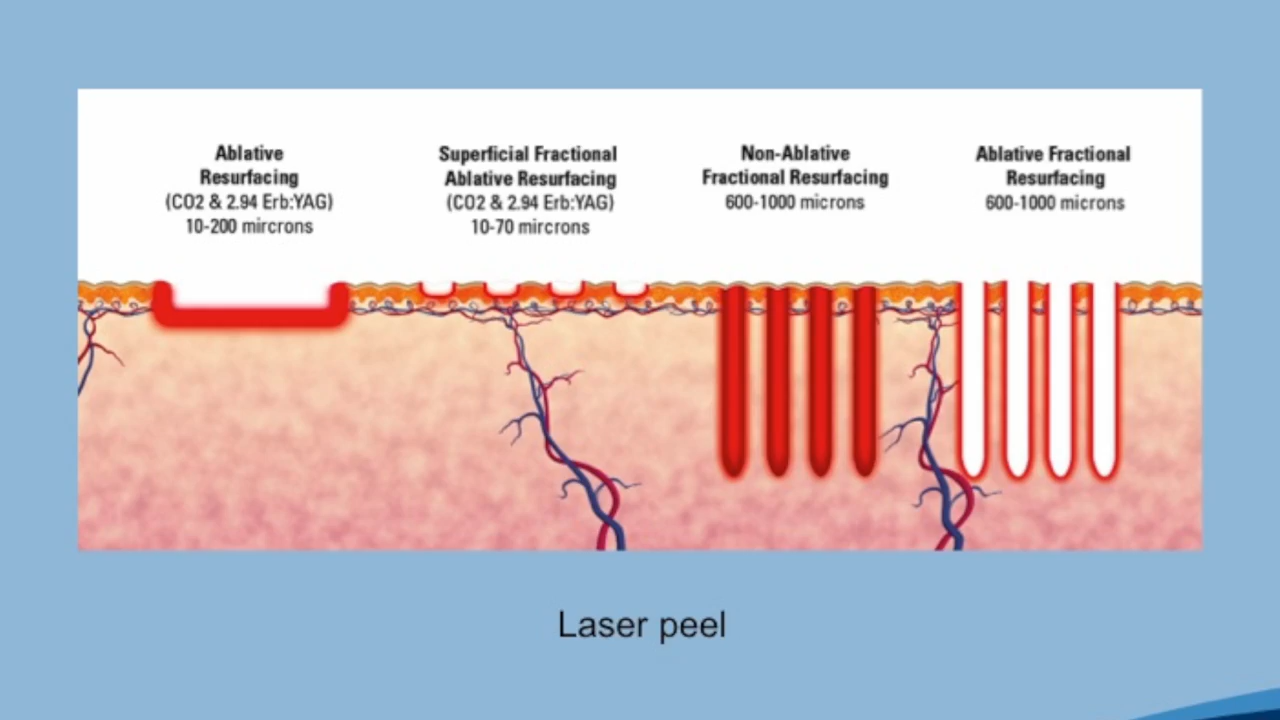 Ablative
Resurfacing
(CO2 & 2.94 Erb:YAG)
10-200 mircrons
Superficial Fractional
Ablative Resurfacing
(CO2 & 2.94 Erb:YAG)
10-70 mircrons
Non-Ablative
Fractional Resurfacing
600-1000 microns
Ablative Fractional
Resurfacing
600-1000 microns
Laser peel